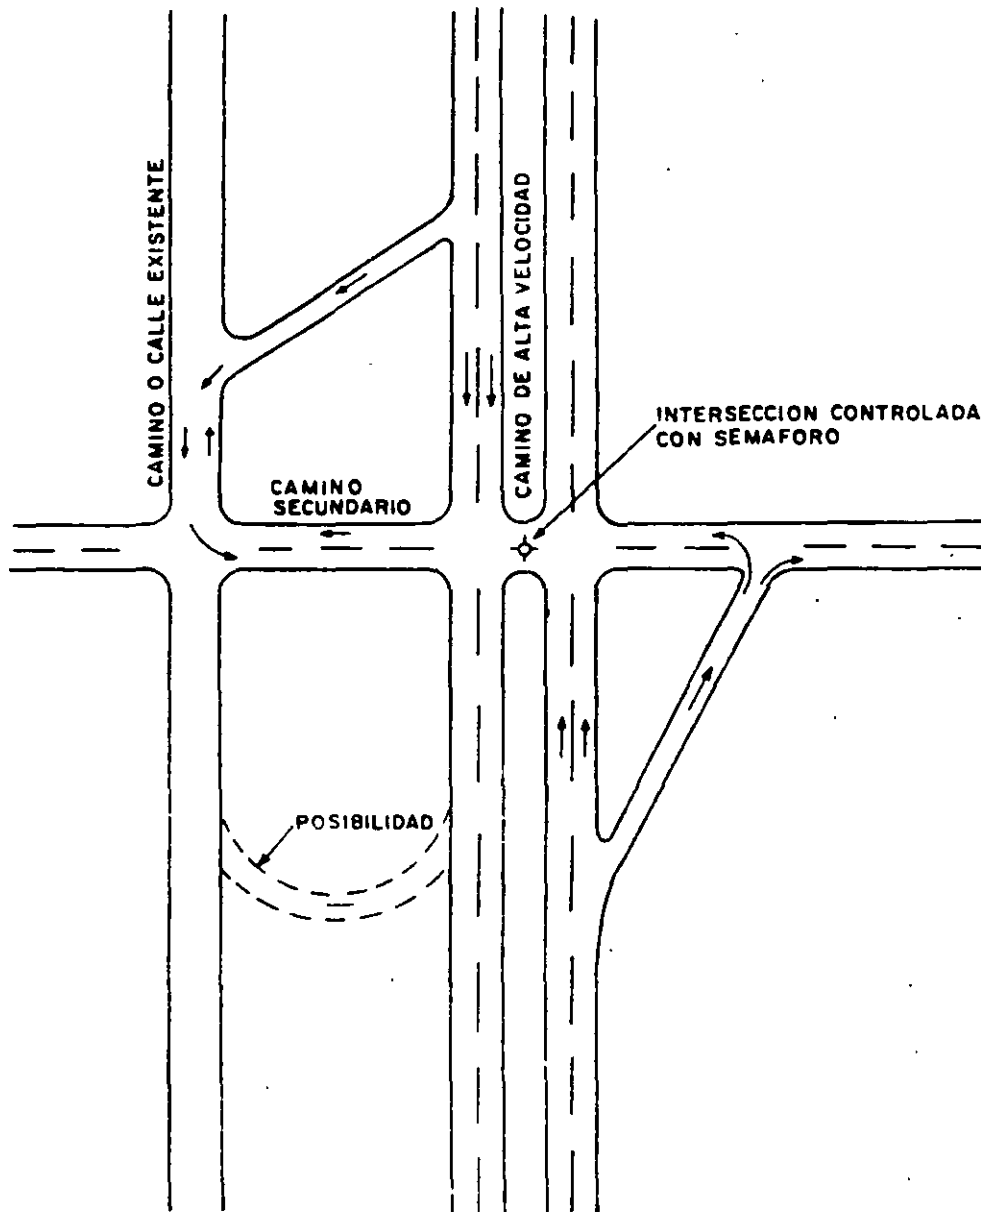 CAMINO O CALLE EXISTENTE
CAMINO DE ALTA VELOCIDAD
INTERSECCION CONTROLADA
CON SEMAFORO
CAMINO
SECUNDARIO
POSIBILIDAD